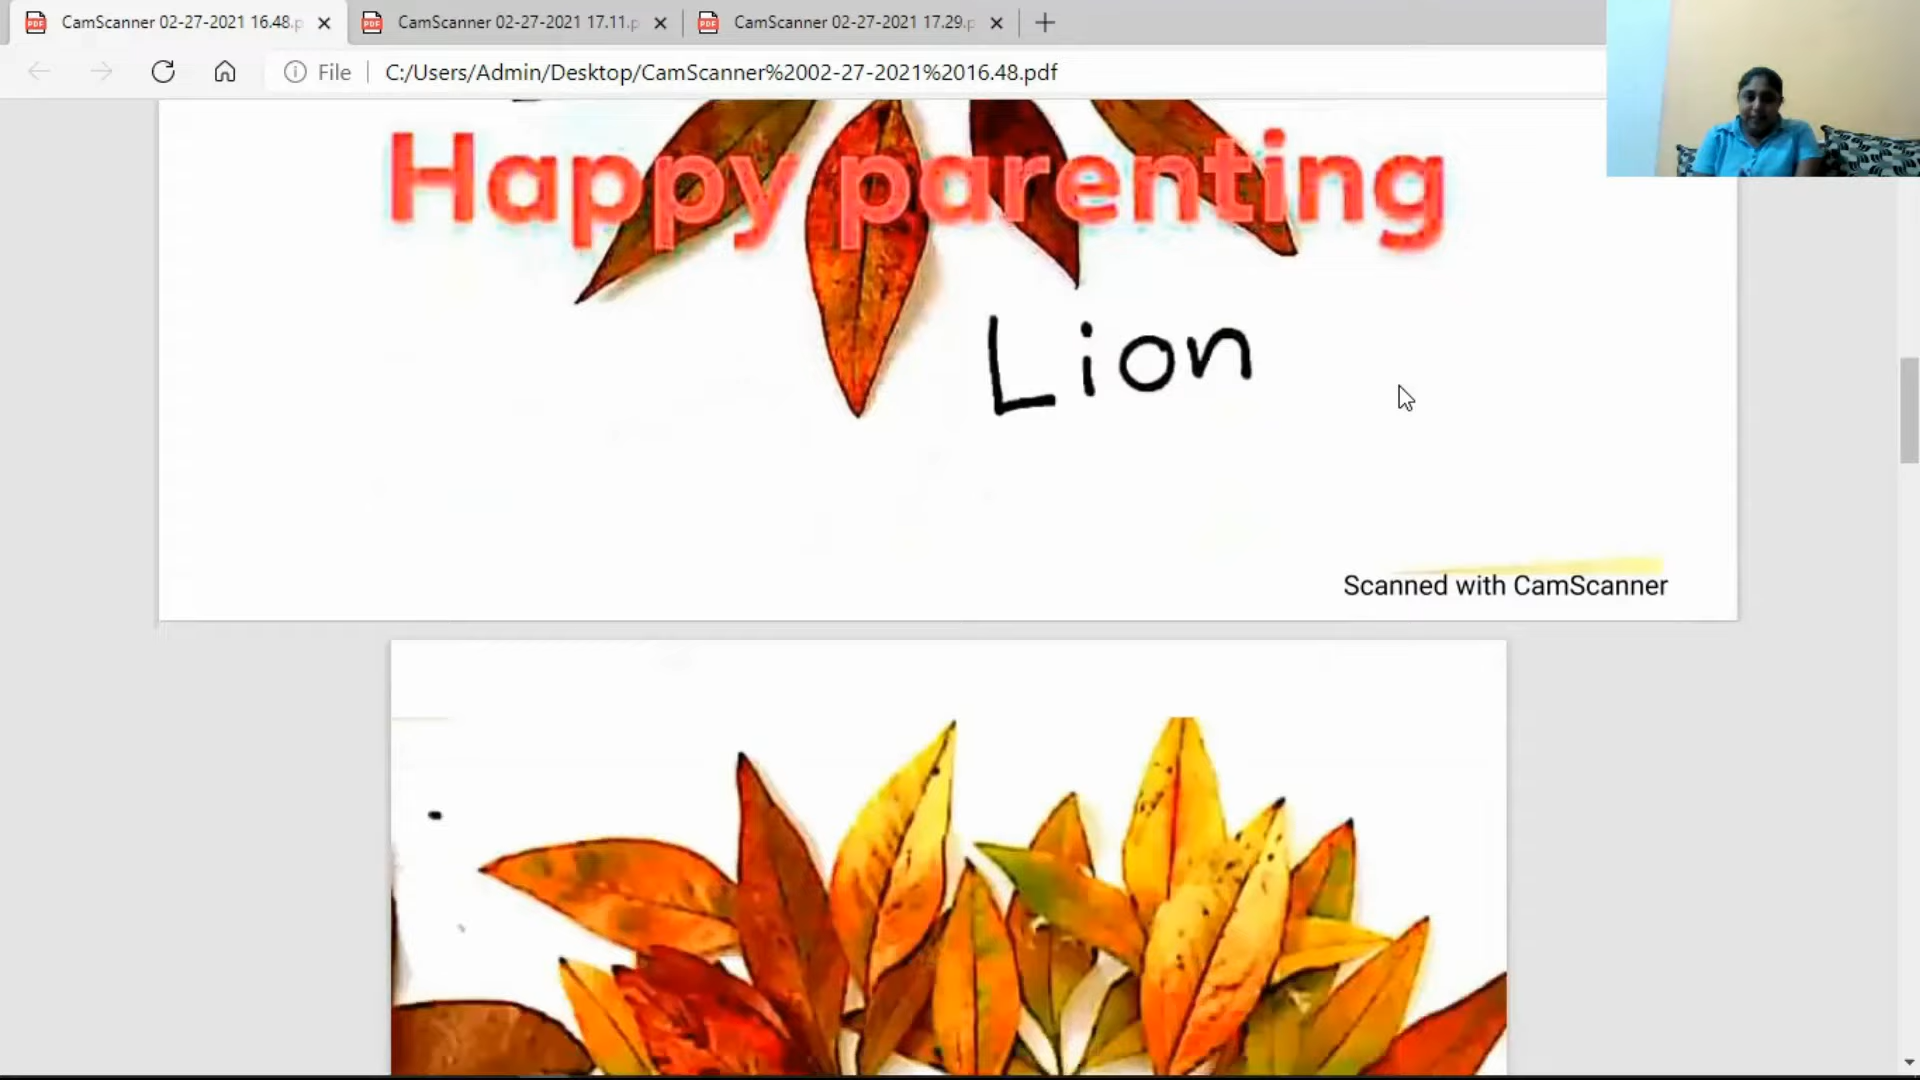 CamScanner 02-27-2021 16.48.p
CamScanner 02-27-2021 17.11.p
CamScanner 02-27-2021 17.29.p
File
C:/Users/Admin/Desktop/CamScanner%2002-27-2021%2016.48.pdf
Happy parenting
Lion
Scanned with CamScanner